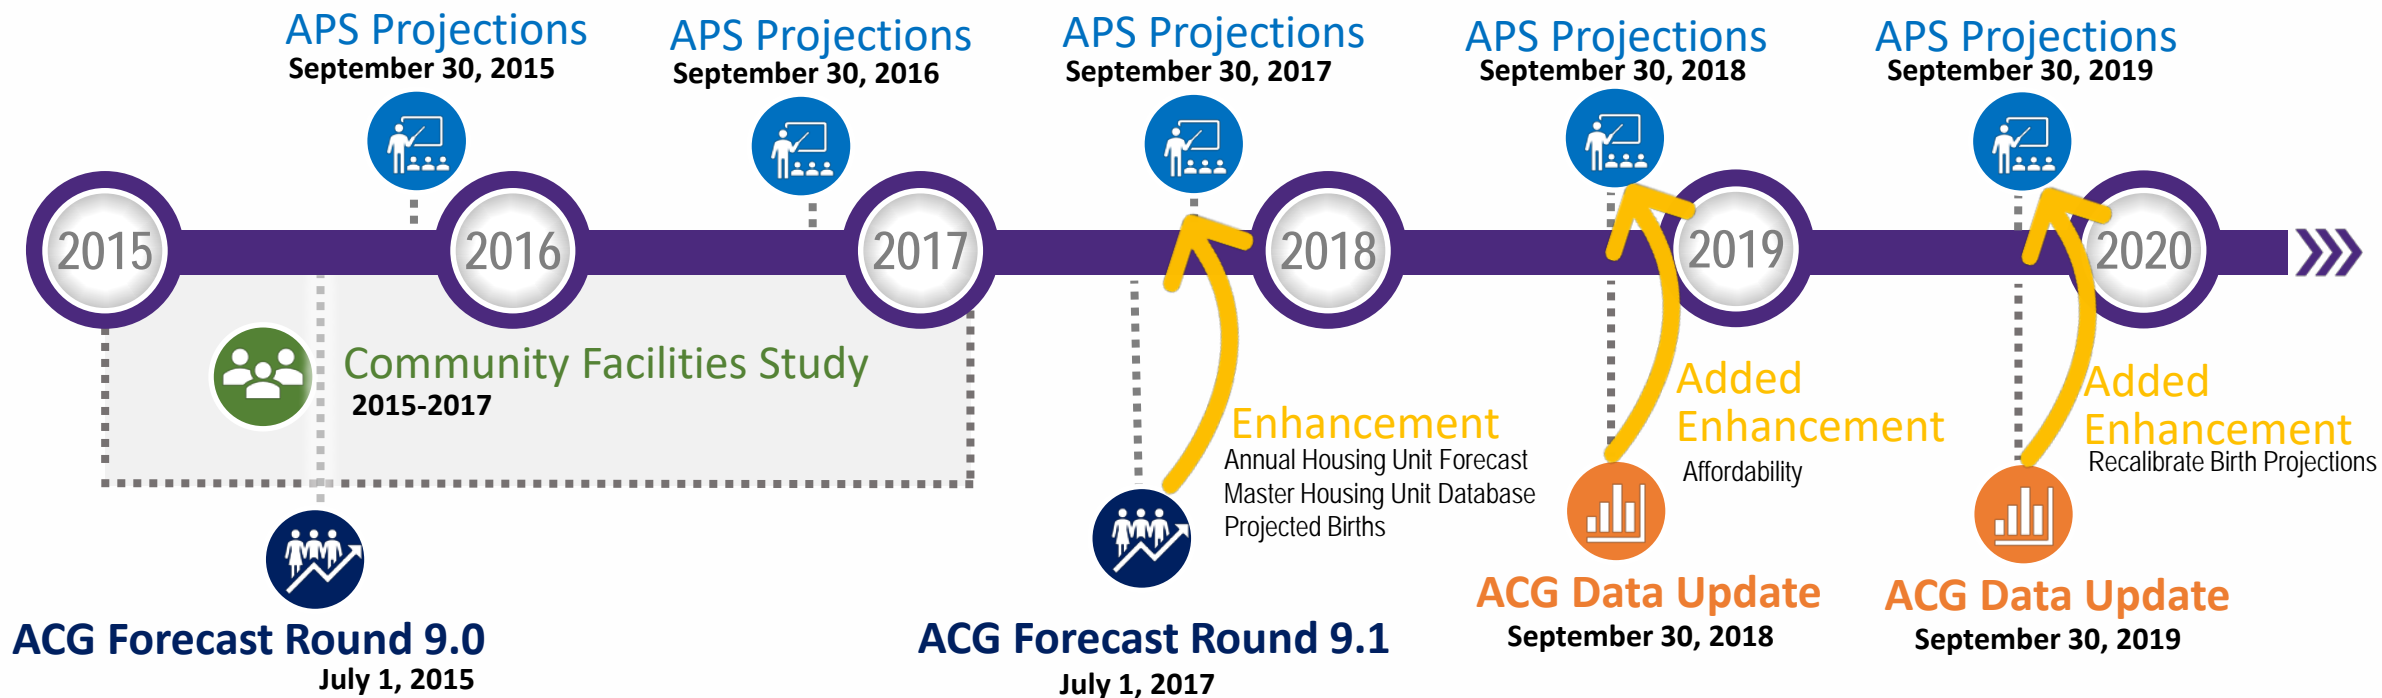 APS Projections
September 30, 2015
APS Projections
September 30, 2016
APS Projections
September 30, 2017
APS Projections
September 30, 2018
APS Projections
September 30, 2019
2015
2016
2017
2018
2019
2020
Community Facilities Study
2015-2017
Enhancement
Annual Housing Unit Forecast
Master Housing Unit Database
Projected Births
Added
Enhancement
Affordability
Added
Enhancement
Recalibrate Birth Projections
ACG Forecast Round 9.0
July 1, 2015
ACG Forecast Round 9.1
July 1, 2017
ACG Data Update
September 30, 2018
ACG Data Update
September 30, 2019